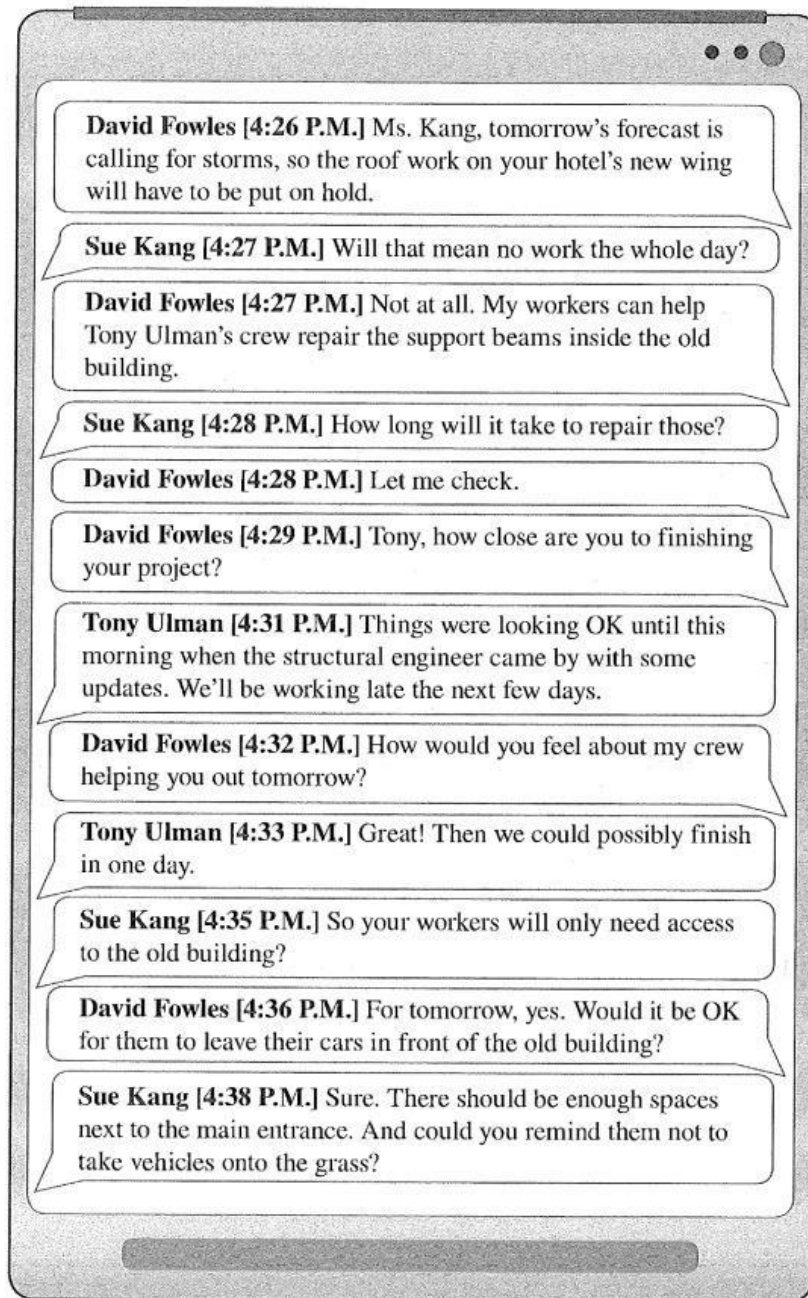 David Fowles [4:26 P.M.] Ms. Kang, tomorrow's forecast is
calling for storms, so the roof work on your hotel's new wing
will have to be put on hold.
Sue Kang [4:27 P.M.] Will that mean no work the whole day?
David Fowles [4:27 P.M.] Not at all. My workers can help
Tony Ulman's crew repair the support beams inside the old
building.
Sue Kang [4:28 P.M.] How long will it take to repair those?
David Fowles [4:28 P.M.] Let me check.
David Fowles [4:29 P.M.] Tony, how close are you to finishing
your project?
Tony Ulman [4:31 P.M.] Things were looking OK until this
morning when the structural engineer came by with some
updates. We'll be working late the next few days.
David Fowles [4:32 P.M.] How would you feel about my crew
helping you out tomorrow?
Tony Ulman [4:33 P.M.] Great! Then we could possibly finish
in one day.
Sue Kang [4:35 P.M.] So your workers will only need access
to the old building?
David Fowles [4:36 P.M.] For tomorrow, yes. Would it be OK
for them to leave their cars in front of the old building?
Sue Kang [4:38 P.M.] Sure. There should be enough spaces
next to the main entrance. And could you remind them not to
take vehicles onto the grass?